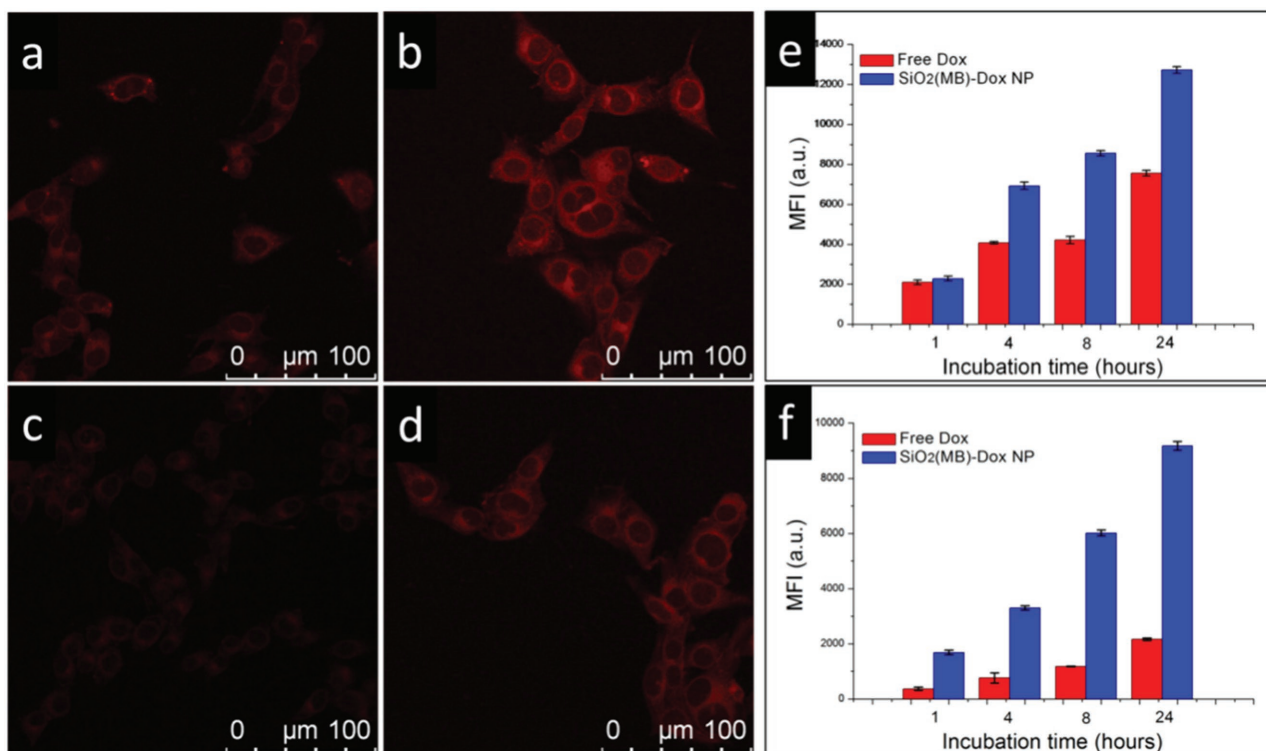 a
0 µm 100
b
0 µm 100
c
0 µm 100
d
0 µm 100
e
Free Dox
SiO2(MB)-Dox NP
MFI (a.u.)
14000
12000
10000
8000
6000
4000
2000
0
1 4 8 24
Incubation time (hours)
f
Free Dox
SiO2(MB)-Dox NP
MFI (a.u.)
10000
8000
6000
4000
2000
0
1 4 8 24
Incubation time (hours)